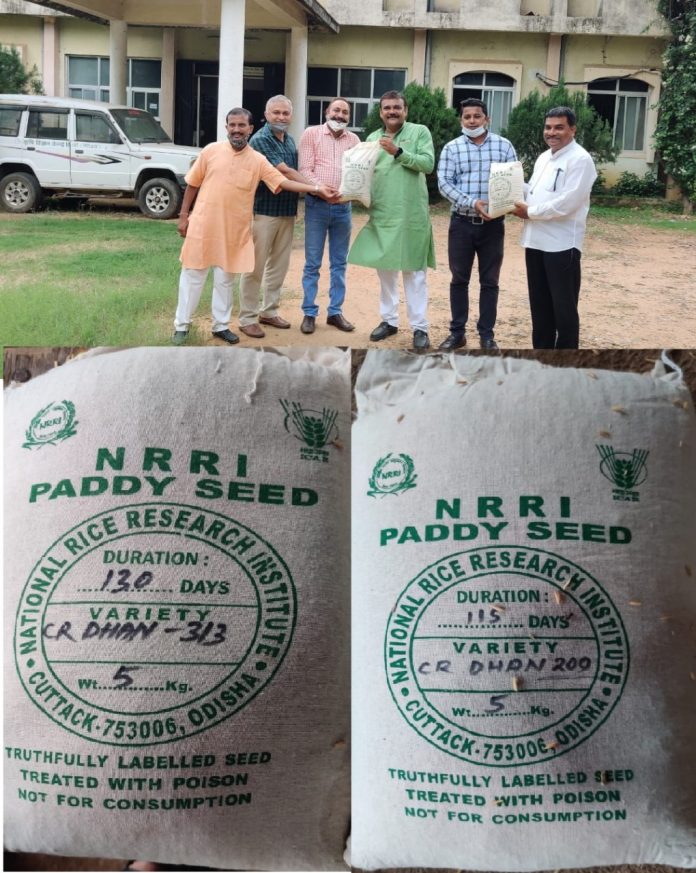 NRRI
NRRI
NRRI
PADDY SEED
NATIONAL RICE RESEARCH INSTITUTE
DURATION :
130 DAYS
VARIETY
CR DHAN - 313
Wt. 5 Kg.
CUTTACK-753006, ODISHA
TRUTHFULLY LABELLED SEED
TREATED WITH POISON
NOT FOR CONSUMPTION
NRRI
NRRI
PADDY SEED
NATIONAL RICE RESEARCH INSTITUTE
DURATION :
115 DAYS
VARIETY
CR DHAN 200
Wt. 5 Kg.
CUTTACK-753006, ODISHA
TRUTHFULLY LABELLED SEED
TREATED WITH POISON
NOT FOR CONSUMPTION